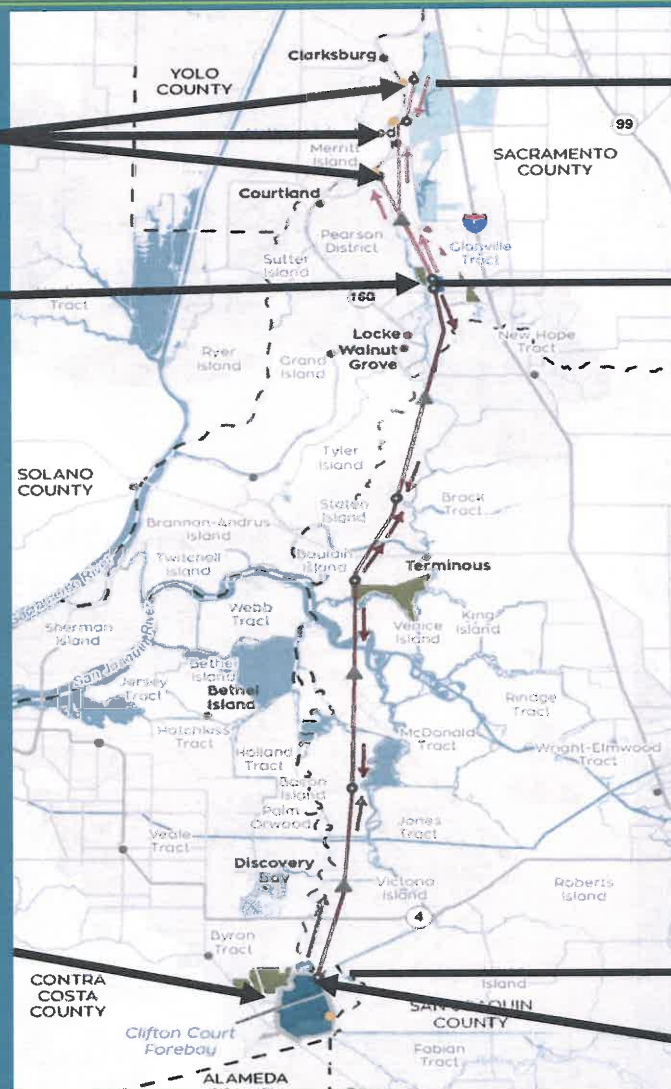 Clarksburg
YOLO
COUNTY
99
Merritt
Island
SACRAMENTO
COUNTY
Courtland
Pearson
District
Glanville
Tract
Sutter
Island
Tract
160
Locke
Walnut
Grove
New Hope
Tract
Ryer
Island
Grand
Island
Tyler
Island
SOLANO
COUNTY
Staten
Island
Brack
Tract
Brannan-Andrus
Island
Twitchell
Island
Bouldin
Island
Terminous
Sacramento River
Webb
Tract
Venice
Island
King
Island
Sherman
Island
San Joaquin River
Jersey
Tract
Bethel
Island
Bethel
Island
Rindge
Tract
Hotchkiss
Tract
McDonald
Tract
Wright-Elmwood
Tract
Holland
Tract
Bacon
Island
Palm
Orwood
Jones
Tract
Veale
Tract
Discovery
Bay
Victoria
Island
Roberts
Island
4
Byron
Tract
CONTRA
COSTA
COUNTY
Island
SAN JOAQUIN
COUNTY
Clifton Court
Forebay
Fabian
Tract
ALAMEDA